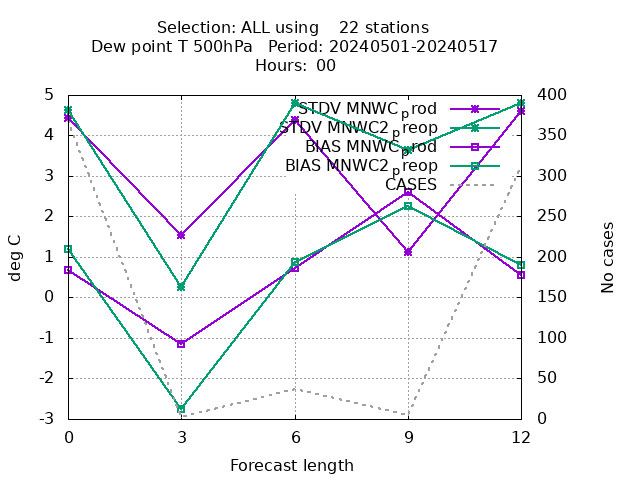 Selection: ALL using 22 stations
Dew point T 500hPa Period: 20240501-20240517
Hours: 00
STDV MNWC_prod
STDV MNWC2_preop
BIAS MNWC_prod
BIAS MNWC2_preop
CASES
5
4
3
2
1
0
-1
-2
-3
400
350
300
250
200
150
100
50
0
deg C
No cases
0 3 6 9 12
Forecast length